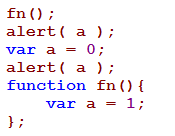 fn();
alert( a );
var a = 0;
alert( a );
function fn(){
    var a = 1;
};